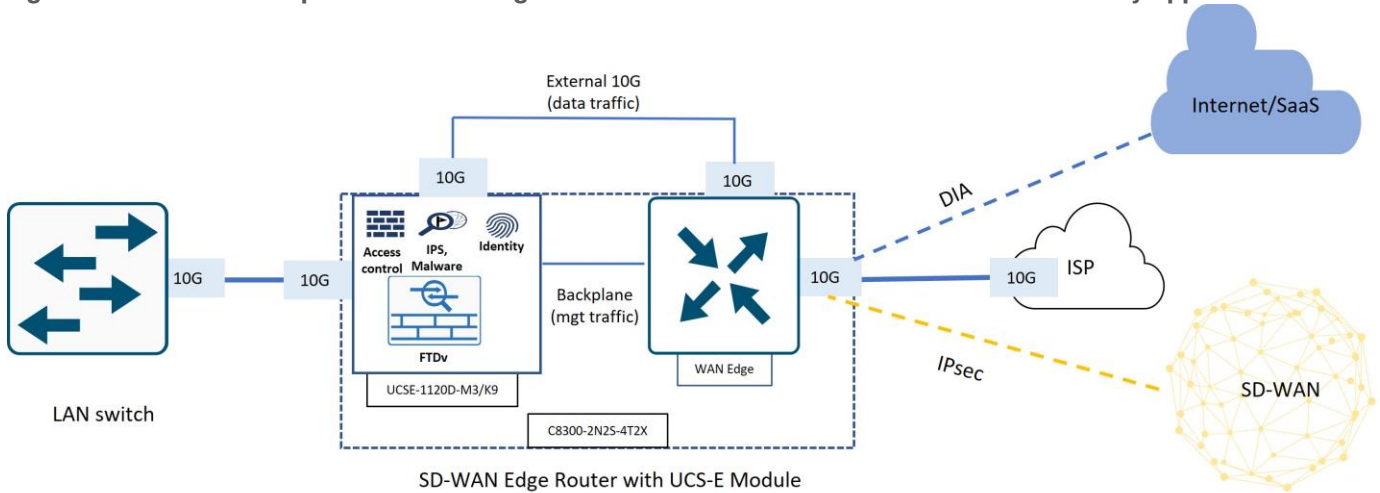 External 10G
(data traffic)
Internet/SaaS
10G
10G
DIA
Access
control
IPS,
Malware
Identity
10G
10G
Backplane
(mgt traffic)
10G
10G
ISP
FTDv
WAN Edge
IPsec
UCSE-1120D-M3/K9
SD-WAN
LAN switch
C8300-2N2S-4T2X
SD-WAN Edge Router with UCS-E Module